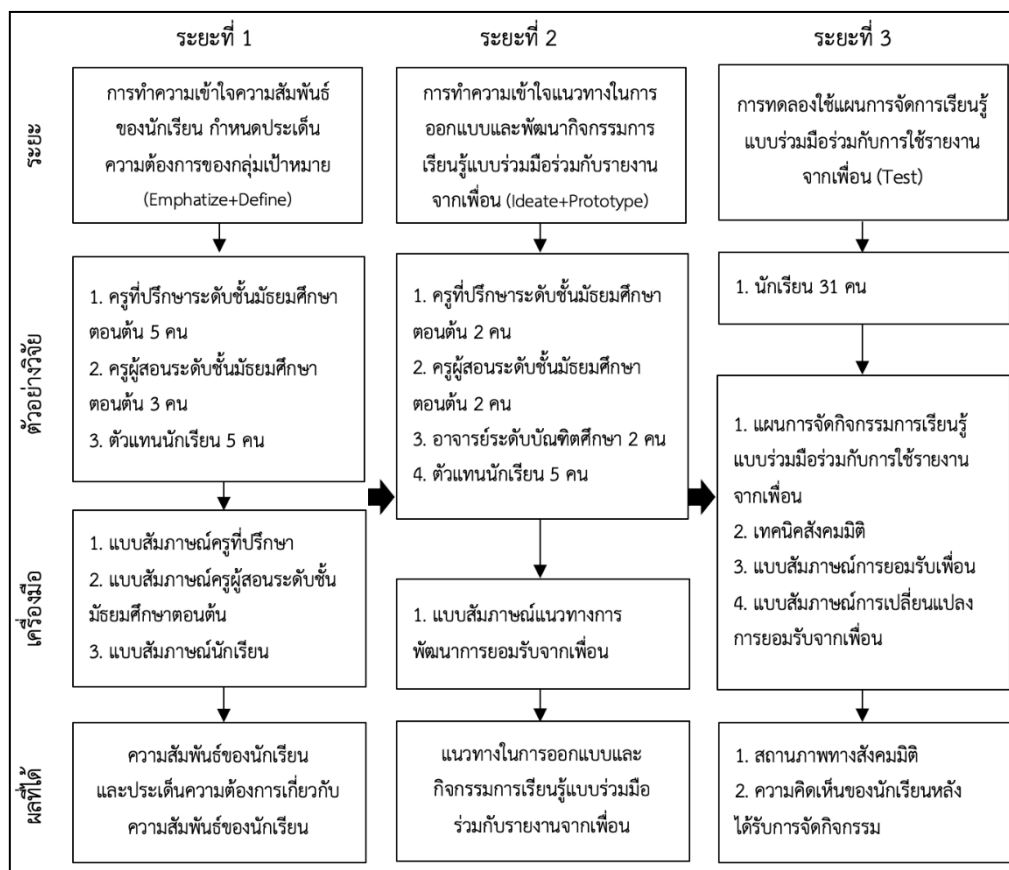 ระยะที่ 1
ระยะที่ 2
ระยะที่ 3
ระยะ
การทำความเข้าใจความสัมพันธ์
ของนักเรียน กำหนดประเด็น
ความต้องการของกลุ่มเป้าหมาย
(Emphatize+Define)
การทำความเข้าใจแนวทางในการ
ออกแบบและพัฒนากิจกรรมการ
เรียนรู้แบบร่วมมือร่วมกับรายงาน
จากเพื่อน (Ideate+Prototype)
การทดลองใช้แผนการจัดการเรียนรู้
แบบร่วมมือร่วมกับการใช้รายงาน
จากเพื่อน (Test)
ตัวอย่างวิจัย
1. ครูที่ปรึกษาระดับชั้นมัธยมศึกษา
ตอนต้น 5 คน
2. ครูผู้สอนระดับชั้นมัธยมศึกษา
ตอนต้น 3 คน
3. ตัวแทนนักเรียน 5 คน
1. ครูที่ปรึกษาระดับชั้นมัธยมศึกษา
ตอนต้น 2 คน
2. ครูผู้สอนระดับชั้นมัธยมศึกษา
ตอนต้น 2 คน
3. อาจารย์ระดับบัณฑิตศึกษา 2 คน
4. ตัวแทนนักเรียน 5 คน
1. นักเรียน 31 คน
เครื่องมือ
1. แบบสัมภาษณ์ครูที่ปรึกษา
2. แบบสัมภาษณ์ครูผู้สอนระดับชั้น
มัธยมศึกษาตอนต้น
3. แบบสัมภาษณ์นักเรียน
1. แบบสัมภาษณ์แนวทางการ
พัฒนาการยอมรับจากเพื่อน
1. แผนการจัดกิจกรรมการเรียนรู้
แบบร่วมมือร่วมกับการใช้รายงาน
จากเพื่อน
2. เทคนิคสังคมมิติ
3. แบบสัมภาษณ์การยอมรับเพื่อน
4. แบบสัมภาษณ์การเปลี่ยนแปลง
การยอมรับจากเพื่อน
ผลที่ได้
ความสัมพันธ์ของนักเรียน
และประเด็นความต้องการเกี่ยวกับ
ความสัมพันธ์ของนักเรียน
แนวทางในการออกแบบและ
กิจกรรมการเรียนรู้แบบร่วมมือ
ร่วมกับรายงานจากเพื่อน
1. สถานภาพทางสังคมมิติ
2. ความคิดเห็นของนักเรียนหลัง
ได้รับการจัดกิจกรรม